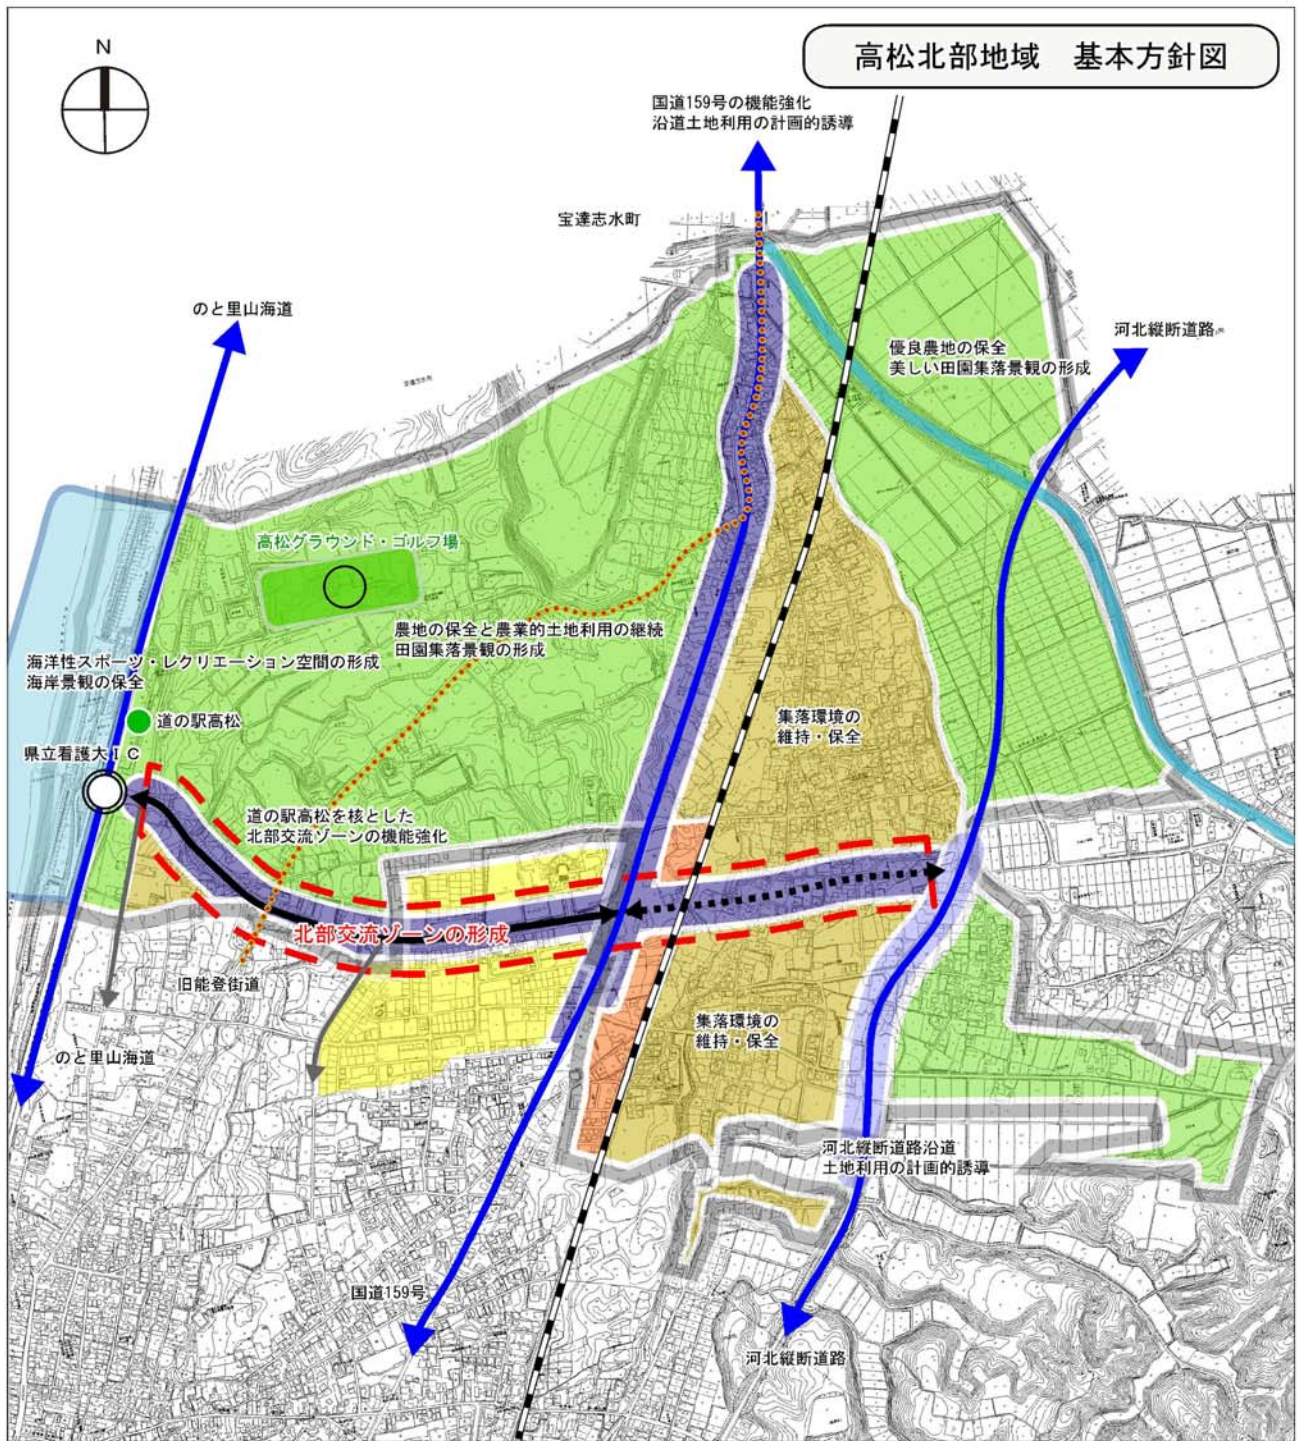 高松北部地域　基本方針図
N
国道159号の機能強化
沿道土地利用の計画的誘導
宝達志水町
のと里山海道
河北縦断道路
優良農地の保全
美しい田園集落景観の形成
高松グラウンド・ゴルフ場
農地の保全と農業的土地利用の継続
田園集落景観の形成
海洋性スポーツ・レクリエーション空間の形成
海岸景観の保全
道の駅高松
集落環境の
維持・保全
県立看護大ＩＣ
道の駅高松を核とした
北部交流ゾーンの機能強化
北部交流ゾーンの形成
旧能登街道
集落環境の
維持・保全
のと里山海道
河北縦断道路沿道
土地利用の計画的誘導
国道159号
河北縦断道路